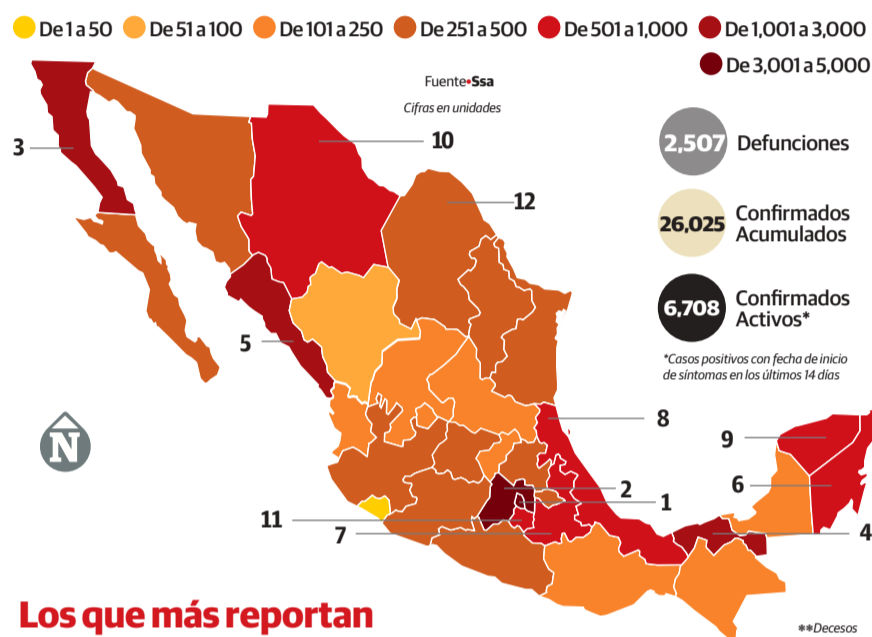 De 1 a 50 De 51 a 100 De 101 a 250 De 251 a 500 De 501 a 1,000 De 1,001 a 3,000
De 3,001 a 5,000
Fuente•Ssa
Cifras en unidades
2,507 Defunciones
26,025 Confirmados
Acumulados
6,708 Confirmados
Activos*
*Casos positivos con fecha de inicio
de síntomas en los últimos 14 días
3
10
12
5
8
9
6
2
1
11
7
4
N
Los que más reportan
**Decesos